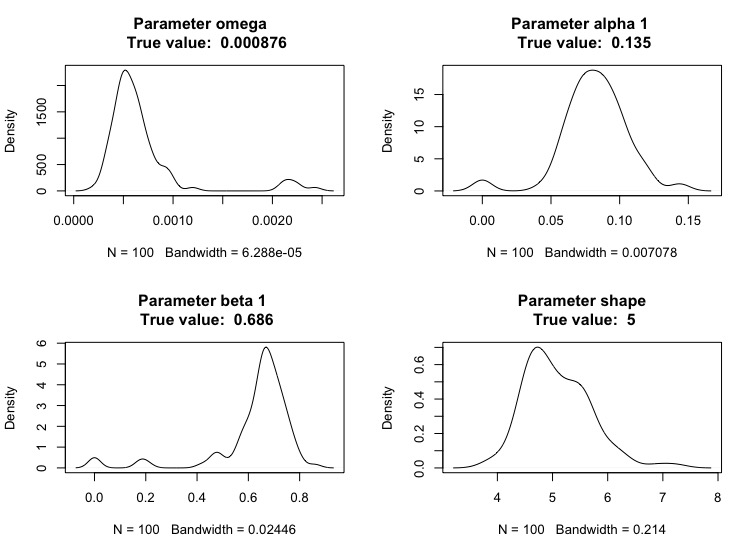 Parameter omega
True value:  0.000876
Density
0 500 1500
0.0000 0.0010 0.0020
N = 100   Bandwidth = 6.288e-05
Parameter alpha 1
True value:  0.135
Density
0 5 10 15
0.00 0.05 0.10 0.15
N = 100   Bandwidth = 0.007078
Parameter beta 1
True value:  0.686
Density
0 1 2 3 4 5 6
0.0 0.2 0.4 0.6 0.8
N = 100   Bandwidth = 0.02446
Parameter shape
True value:  5
Density
0.0 0.2 0.4 0.6
4 5 6 7 8
N = 100   Bandwidth = 0.214